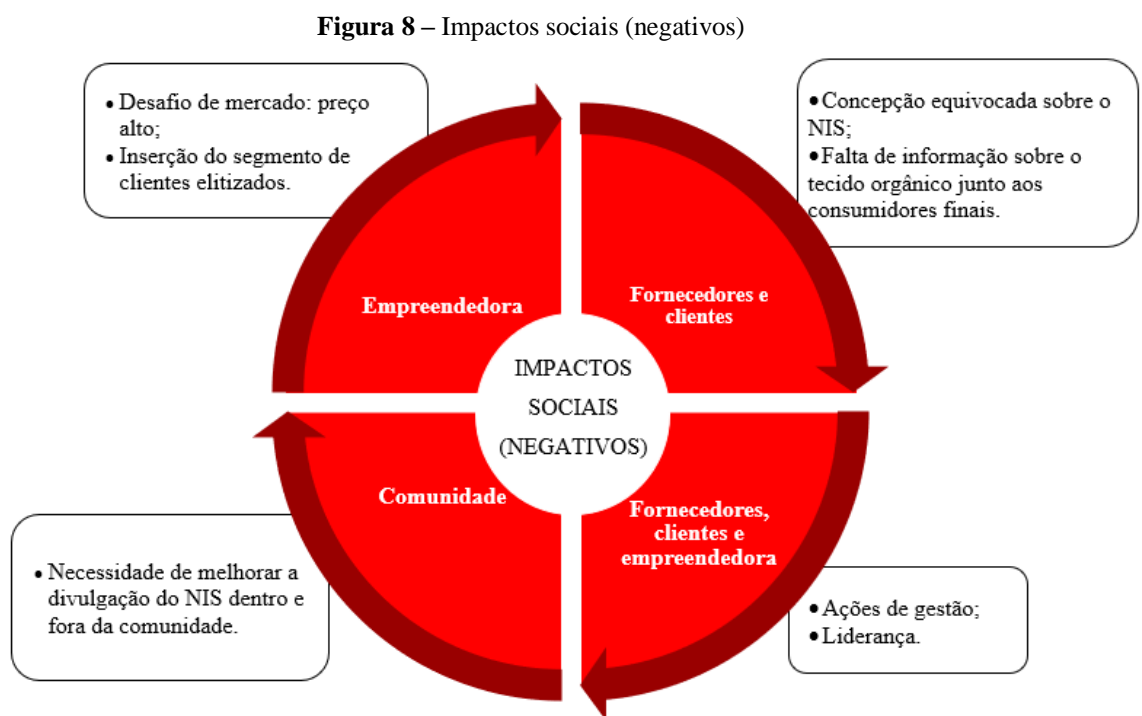 Figura 8 – Impactos sociais (negativos)
• Desafio de mercado: preço
alto;
• Inserção do segmento de
clientes elitizados.
• Concepção equivocada sobre o
NIS;
• Falta de informação sobre o
tecido orgânico junto aos
consumidores finais.
Empreendedora
Fornecedores e
clientes
IMPACTOS
SOCIAIS
(NEGATIVOS)
Comunidade
Fornecedores,
clientes e
empreendedora
• Necessidade de melhorar a
divulgação do NIS dentro e
fora da comunidade.
• Ações de gestão;
• Liderança.